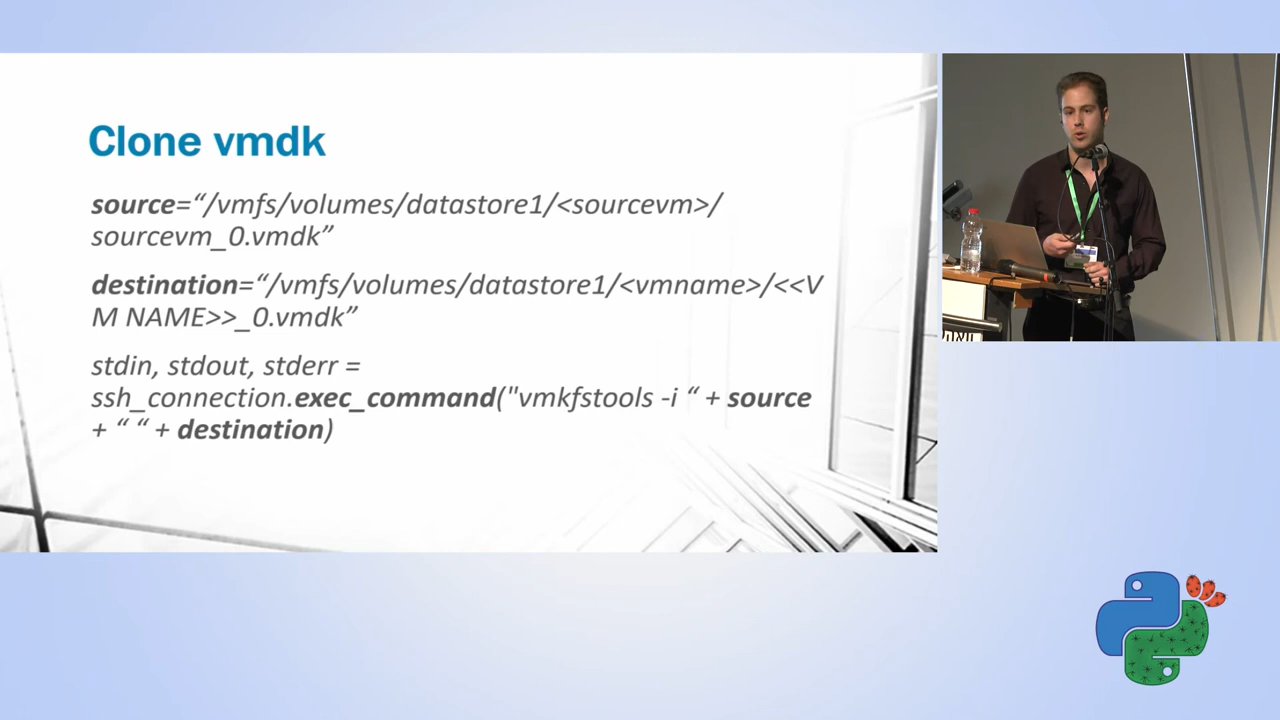 Clone vmdk
source=“/vmfs/volumes/datastore1/<sourcevm>/
sourcevm_0.vmdk”
destination=“/vmfs/volumes/datastore1/<vmname>/<<V
M NAME>>_0.vmdk”
stdin, stdout, stderr =
ssh_connection.exec_command("vmkfstools -i “ + source
+ “ “ + destination)